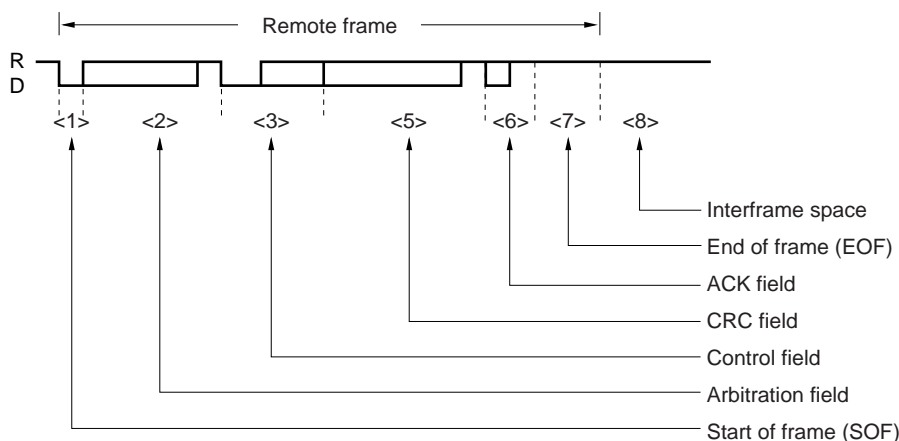 Remote frame
R
D
<1> <2> <3> <5> <6> <7> <8>
Interframe space
End of frame (EOF)
ACK field
CRC field
Control field
Arbitration field
Start of frame (SOF)